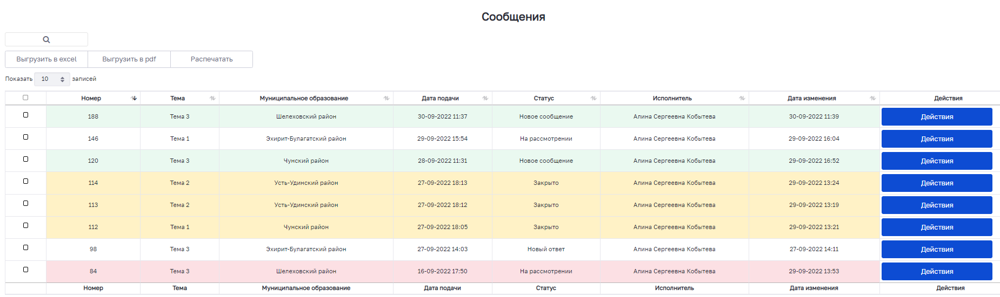 Сообщения
Выгрузить в excel Выгрузить в pdf Распечатать
Показать 10 записей
Номер Тема Муниципальное образование Дата подачи Статус Исполнитель Дата изменения Действия
188 Тема 3 Шелеховский район 30-09-2022 11:37 Новое сообщение Алина Сергеевна Кобытева 30-09-2022 11:39 Действия
146 Тема 1 Эхирит-Булагатский район 29-09-2022 15:54 На рассмотрении Алина Сергеевна Кобытева 29-09-2022 16:04 Действия
120 Тема 3 Чунский район 28-09-2022 11:31 Новое сообщение Алина Сергеевна Кобытева 29-09-2022 16:52 Действия
114 Тема 2 Усть-Удинский район 27-09-2022 18:13 Закрыто Алина Сергеевна Кобытева 29-09-2022 13:24 Действия
113 Тема 2 Усть-Удинский район 27-09-2022 18:12 Закрыто Алина Сергеевна Кобытева 29-09-2022 13:19 Действия
112 Тема 1 Чунский район 27-09-2022 18:05 Закрыто Алина Сергеевна Кобытева 29-09-2022 13:21 Действия
98 Тема 3 Эхирит-Булагатский район 27-09-2022 14:03 Новый ответ Алина Сергеевна Кобытева 27-09-2022 14:11 Действия
84 Тема 3 Шелеховский район 16-09-2022 17:50 На рассмотрении Алина Сергеевна Кобытева 29-09-2022 13:53 Действия
Номер Тема Муниципальное образование Дата подачи Статус Исполнитель Дата изменения Действия